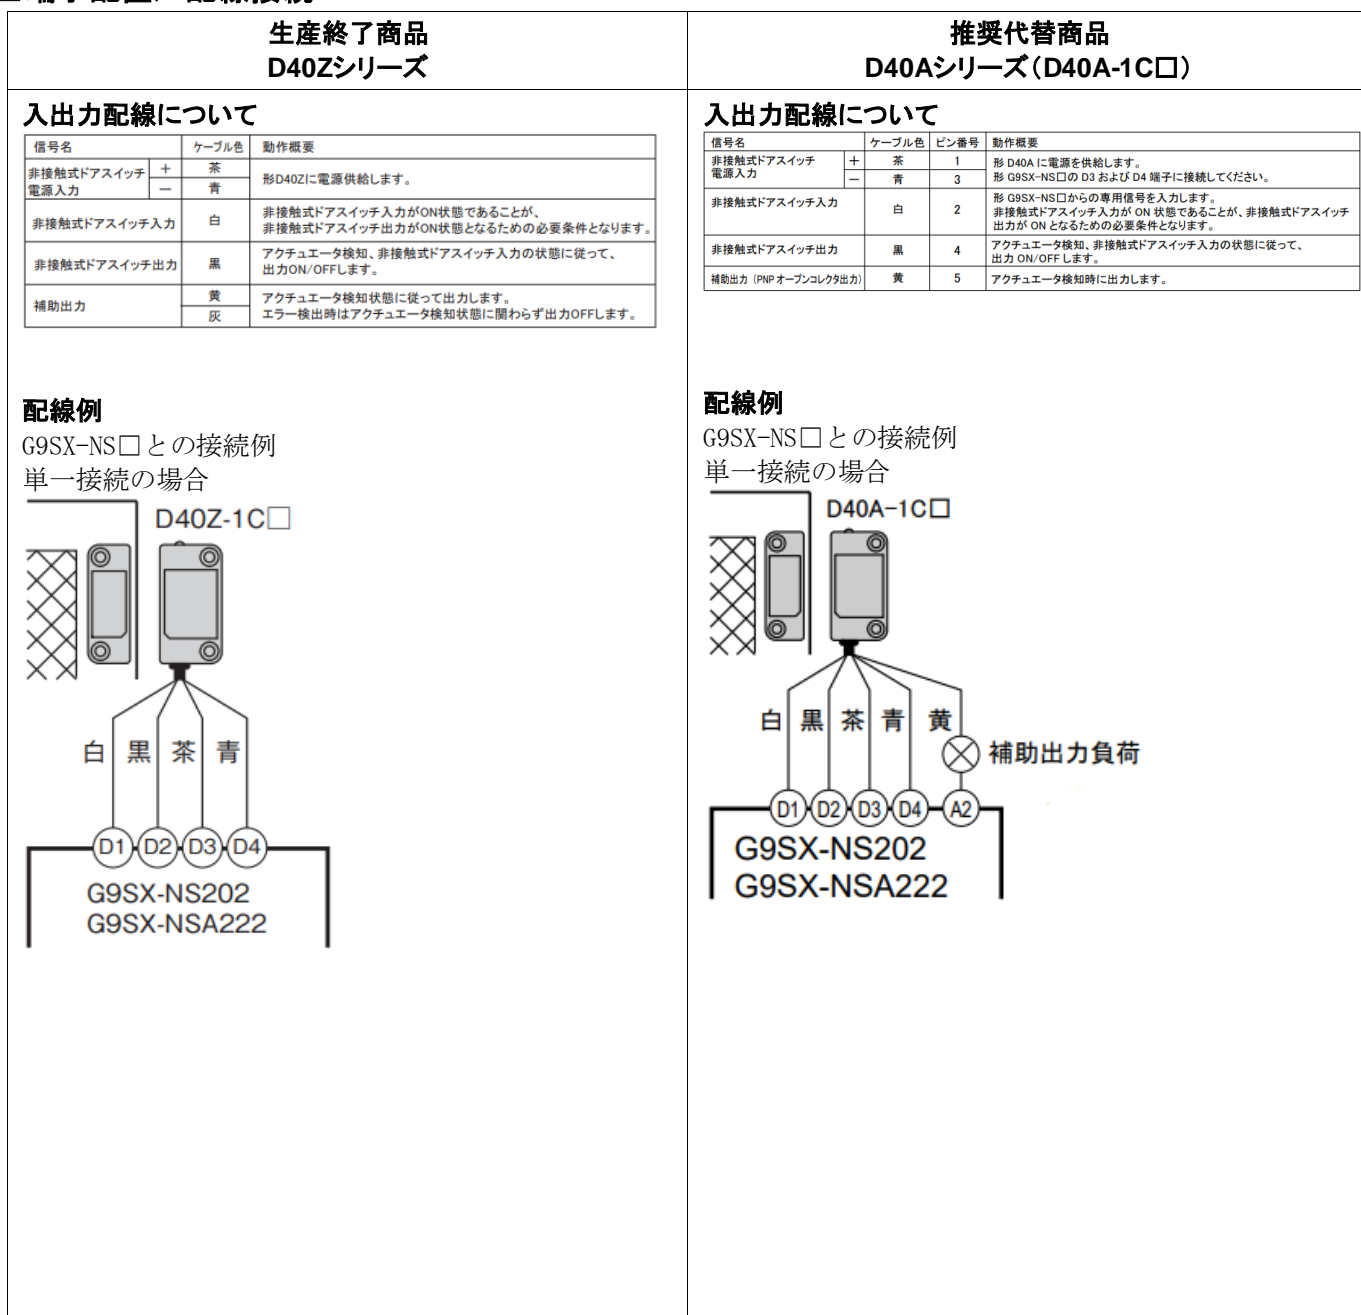 生産終了商品
D40Zシリーズ
推奨代替商品
D40Aシリーズ（D40A-1C□）
入出力配線について
信号名 ケーブル色 動作概要
非接触式ドアスイッチ
電源入力
＋ 茶
－ 青
形D40Zに電源供給します。
非接触式ドアスイッチ入力 白
非接触式ドアスイッチ入力がON状態であることが、
非接触式ドアスイッチ出力がON状態となるための必要条件となります。
非接触式ドアスイッチ出力 黒
アクチュエータ検知、非接触式ドアスイッチ入力の状態に従って、
出力ON/OFFします。
補助出力
黄
灰
アクチュエータ検知状態に従って出力します。
エラー検出時はアクチュエータ検知状態に関わらず出力OFFします。
配線例
G9SX-NS□との接続例
単一接続の場合
D40Z-1C□
白 黒 茶 青
D1 D2 D3 D4
G9SX-NS202
G9SX-NSA222
入出力配線について
信号名 ケーブル色 ピン番号 動作概要
非接触式ドアスイッチ
電源入力
＋ 茶 1
－ 青 3
形 D40A に電源を供給します。
形 G9SX-NS□の D3 および D4 端子に接続してください。
非接触式ドアスイッチ入力 白 2
形 G9SX-NS□からの専用信号を入力します。
非接触式ドアスイッチ入力が ON 状態であることが、非接触式ドアスイッチ
出力が ON となるための必要条件となります。
非接触式ドアスイッチ出力 黒 4
アクチュエータ検知、非接触式ドアスイッチ入力の状態に従って、
出力 ON/OFF します。
補助出力（PNP オープンコレクタ出力） 黄 5 アクチュエータ検知時に出力します。
配線例
G9SX-NS□との接続例
単一接続の場合
D40A-1C□
白 黒 茶 青 黄
補助出力負荷
D1 D2 D3 D4 A2
G9SX-NS202
G9SX-NSA222